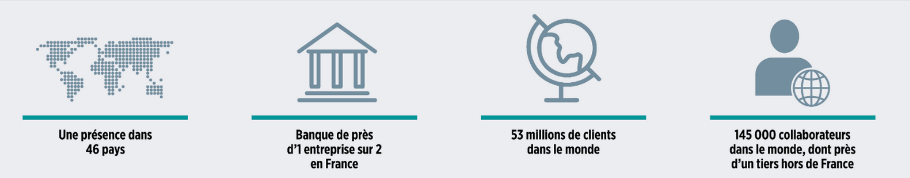 Une présence dans
46 pays
Banque de près
d'1 entreprise sur 2
en France
53 millions de clients
dans le monde
145 000 collaborateurs
dans le monde, dont près
d'un tiers hors de France